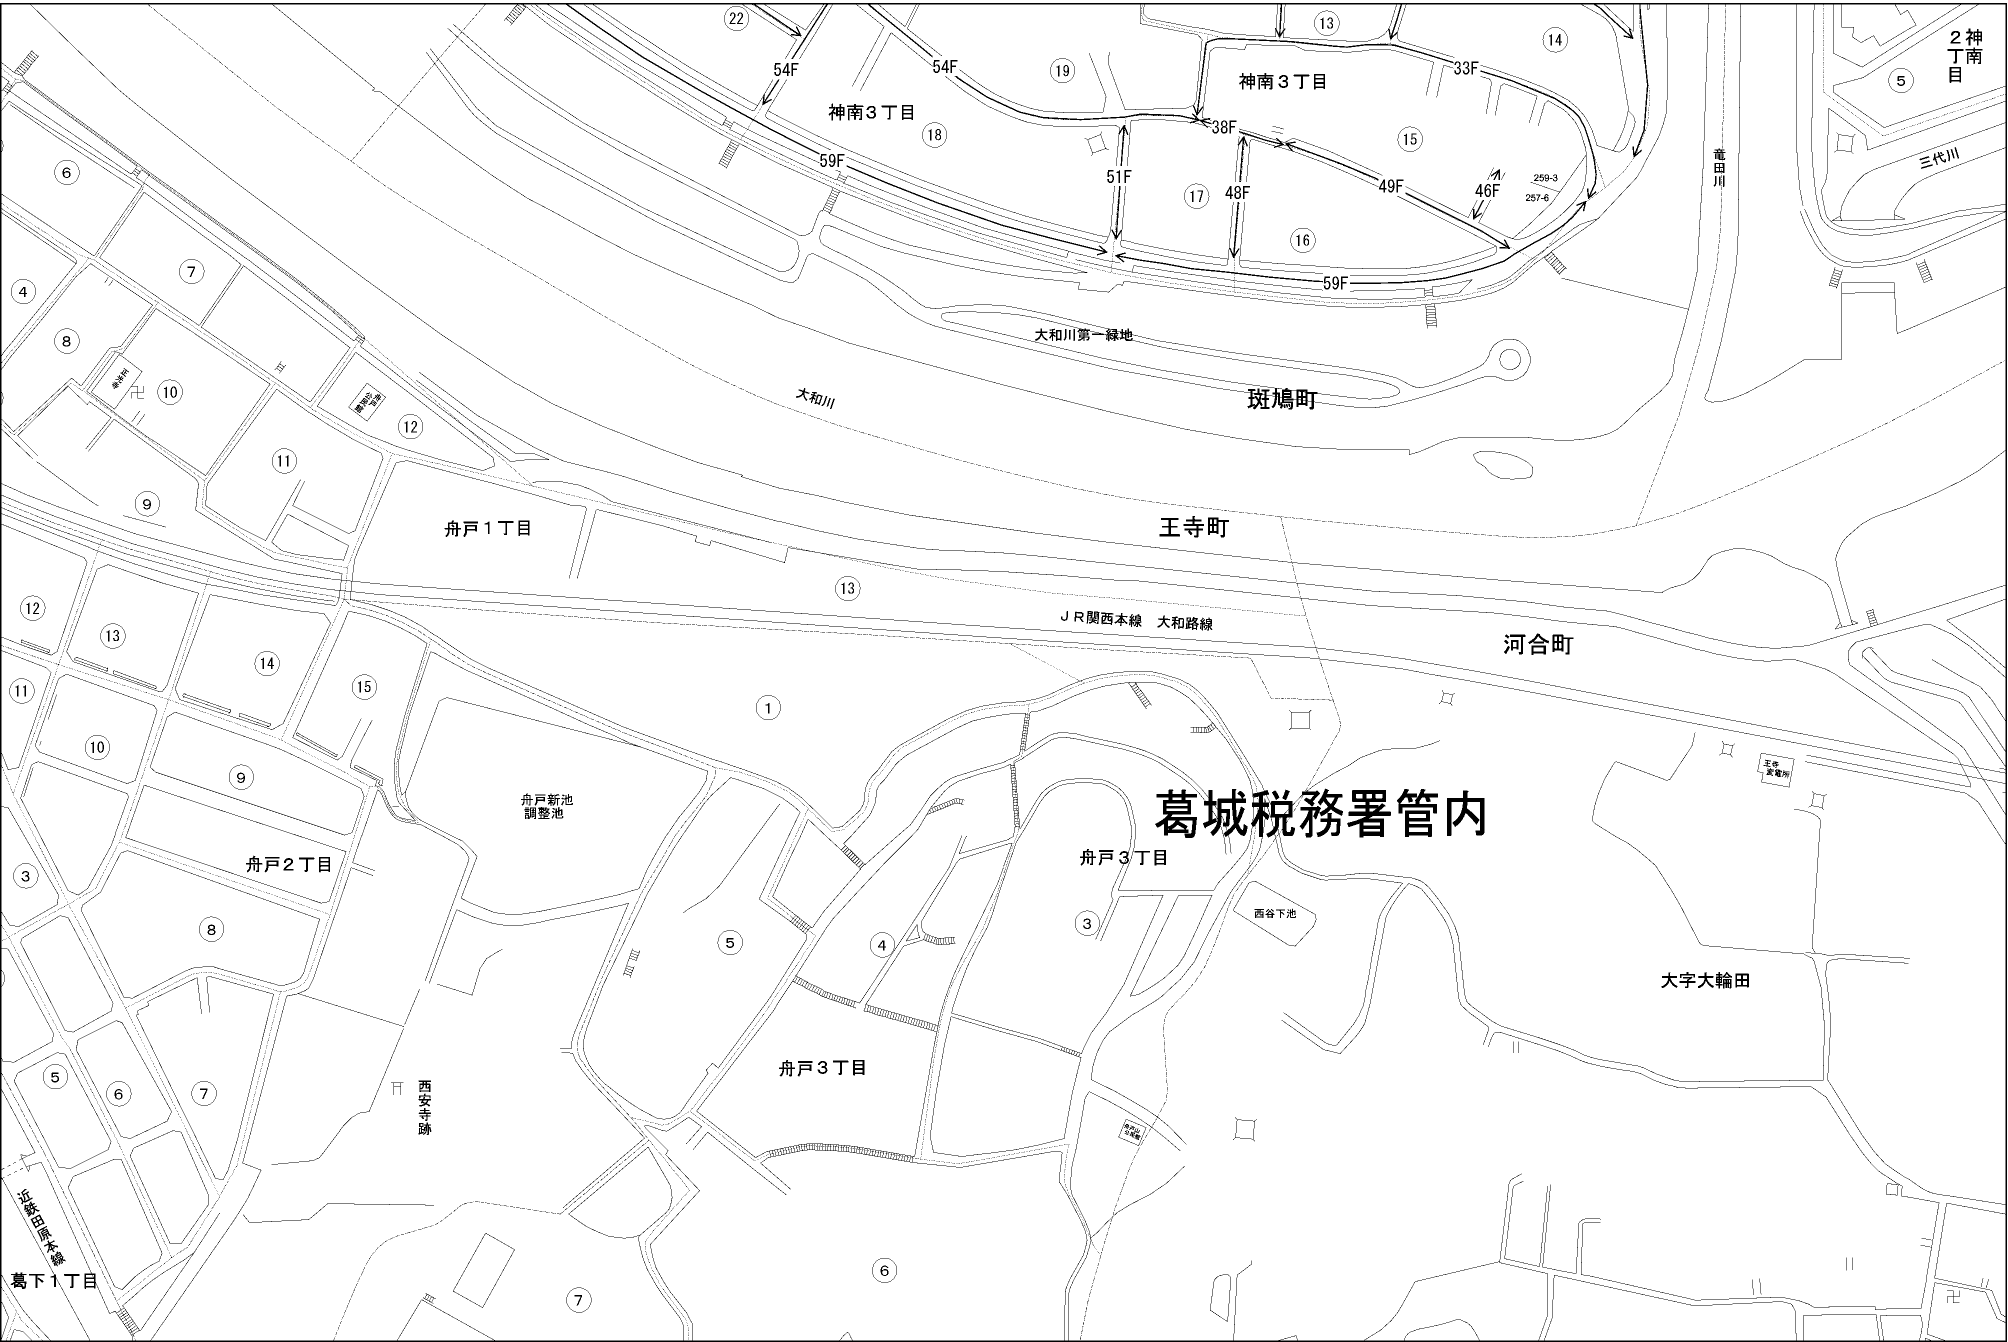 22
13
14
神南
２丁目
5
54F
54F
19
33F
神南３丁目
神南３丁目
18
38F
15
竜田川
三代川
59F
51F
17
48F
49F
46F
259-3
257-6
16
59F
6
7
4
8
10
正光寺
12
11
9
大和川第一緑地
大和川
斑鳩町
舟戸１丁目
王寺町
13
ＪＲ関西本線　大和路線
河合町
12
13
14
15
11
10
9
1
舟戸新池
調整池
葛城税務署管内
王寺
変電所
舟戸２丁目
舟戸３丁目
3
8
5
4
3
西谷下池
大字大輪田
5
6
7
西安寺跡
舟戸３丁目
近鉄田原本線
葛下１丁目
6
7